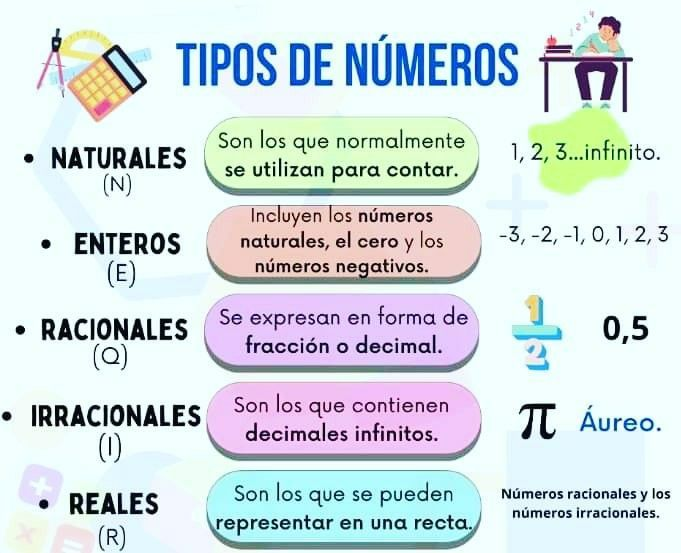 TIPOS DE NÚMEROS
• NATURALES
(N)
Son los que normalmente
se utilizan para contar.
1, 2, 3...infinito.
• ENTEROS
(E)
Incluyen los números
naturales, el cero y los
números negativos.
-3, -2, -1, 0, 1, 2, 3
• RACIONALES
(Q)
Se expresan en forma de
fracción o decimal.
1
2
0,5
• IRRACIONALES
(I)
Son los que contienen
decimales infinitos.
π Áureo.
• REALES
(R)
Son los que se pueden
representar en una recta.
Números racionales y los
números irracionales.